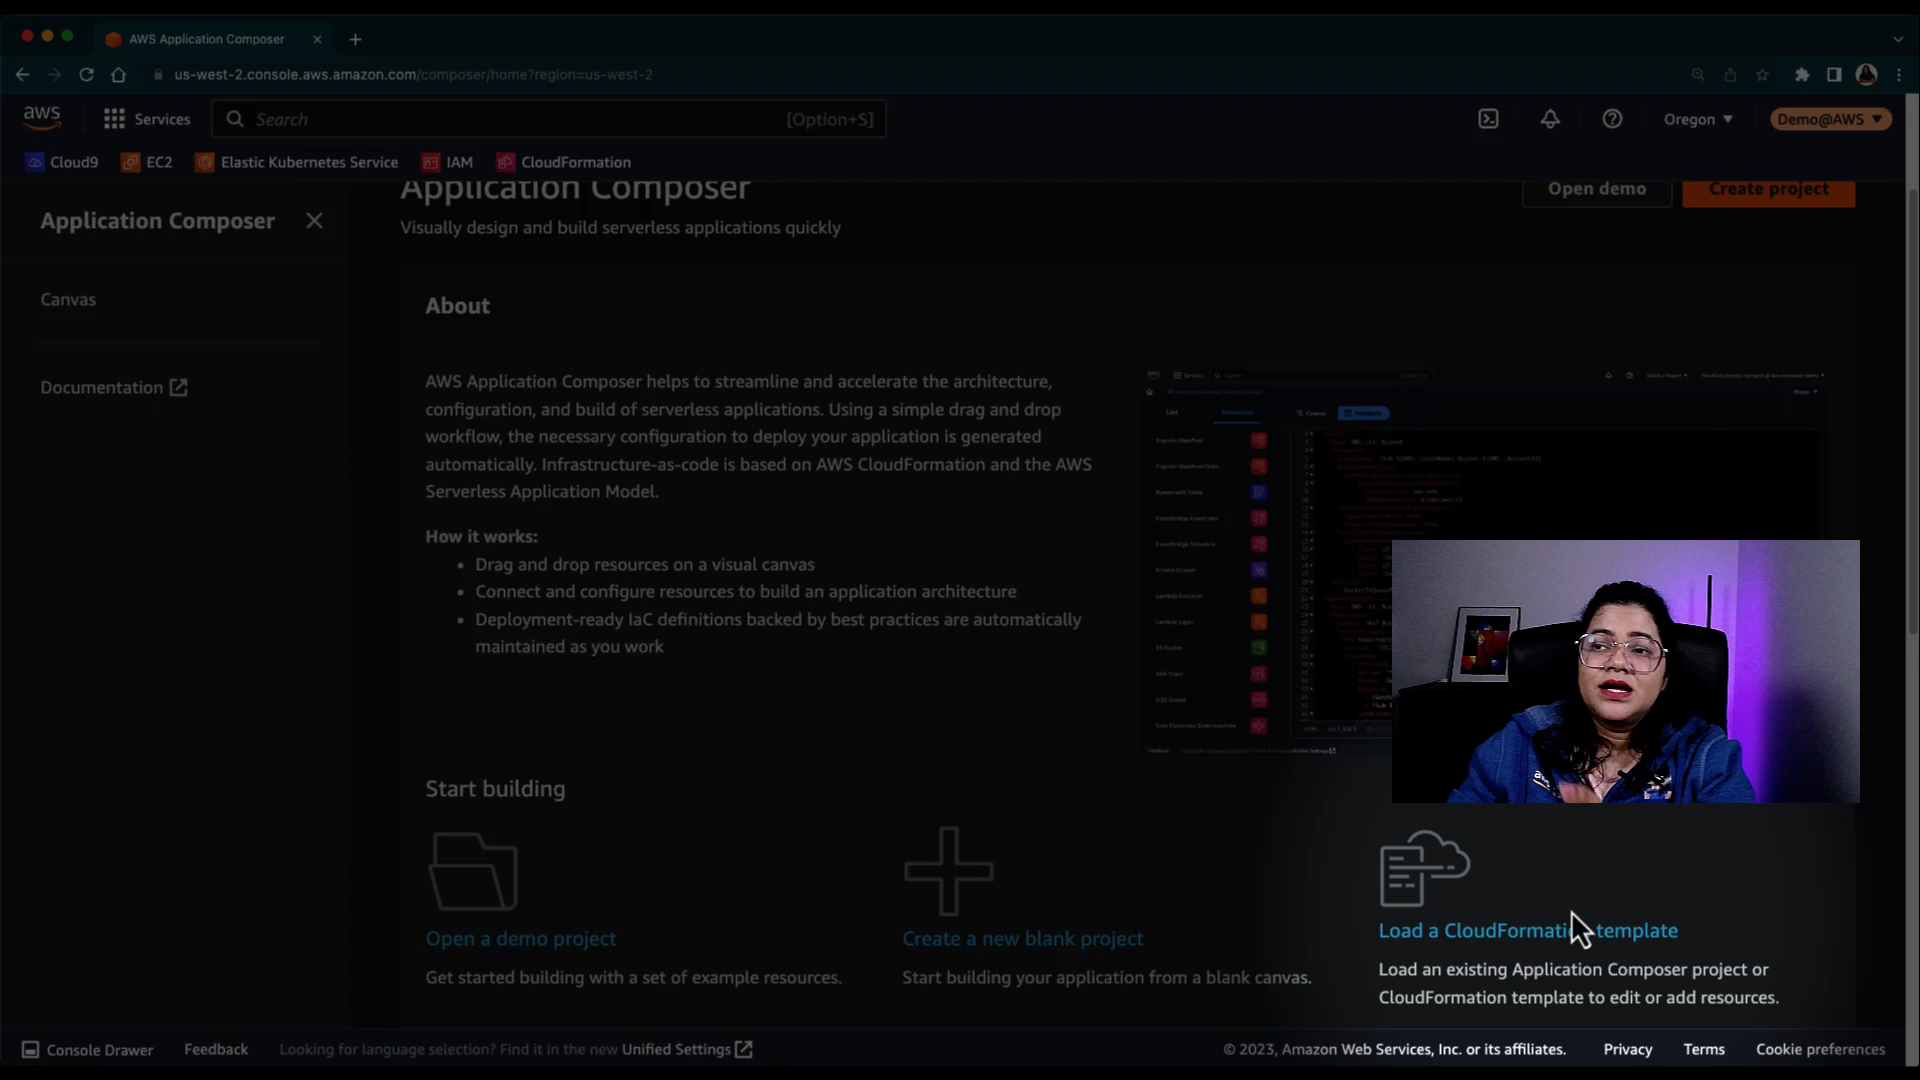 AWS Application Composer
us-west-2.console.aws.amazon.com/composer/home?region=us-west-2
aws
Services
Search
[Option+S]
Oregon
Demo@AWS
Cloud9
EC2
Elastic Kubernetes Service
IAM
CloudFormation
Application Composer
Canvas
Documentation
Application Composer
Open demo
Create project
Visually design and build serverless applications quickly
About
AWS Application Composer helps to streamline and accelerate the architecture,
configuration, and build of serverless applications. Using a simple drag and drop
workflow, the necessary configuration to deploy your application is generated
automatically. Infrastructure-as-code is based on AWS CloudFormation and the AWS
Serverless Application Model.
How it works:
• Drag and drop resources on a visual canvas
• Connect and configure resources to build an application architecture
• Deployment-ready IaC definitions backed by best practices are automatically
maintained as you work
Start building
Open a demo project
Get started building with a set of example resources.
Create a new blank project
Start building your application from a blank canvas.
Load a CloudFormation template
Load an existing Application Composer project or
CloudFormation template to edit or add resources.
Console Drawer
Feedback
Looking for language selection? Find it in the new Unified Settings
© 2023, Amazon Web Services, Inc. or its affiliates.
Privacy
Terms
Cookie preferences